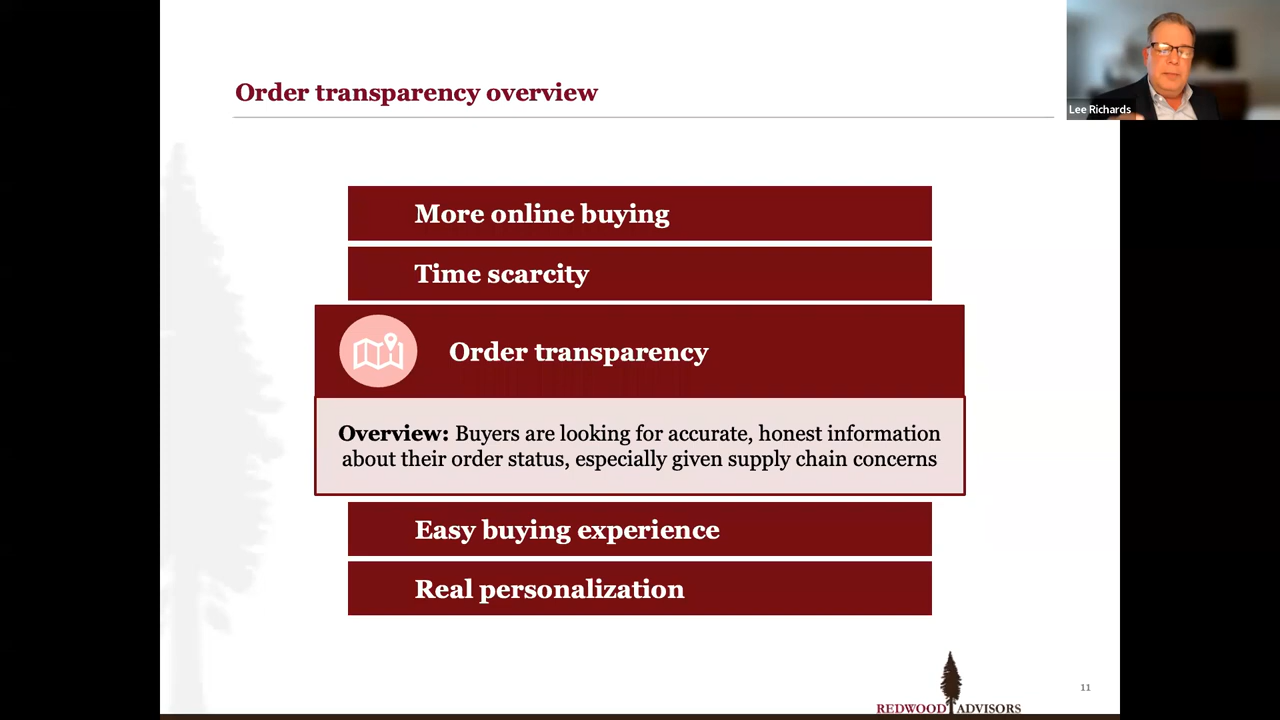 Order transparency overview
Lee Richards
More online buying
Time scarcity
Order transparency
Overview: Buyers are looking for accurate, honest information
about their order status, especially given supply chain concerns
Easy buying experience
Real personalization
REDWOOD ADVISORS
11